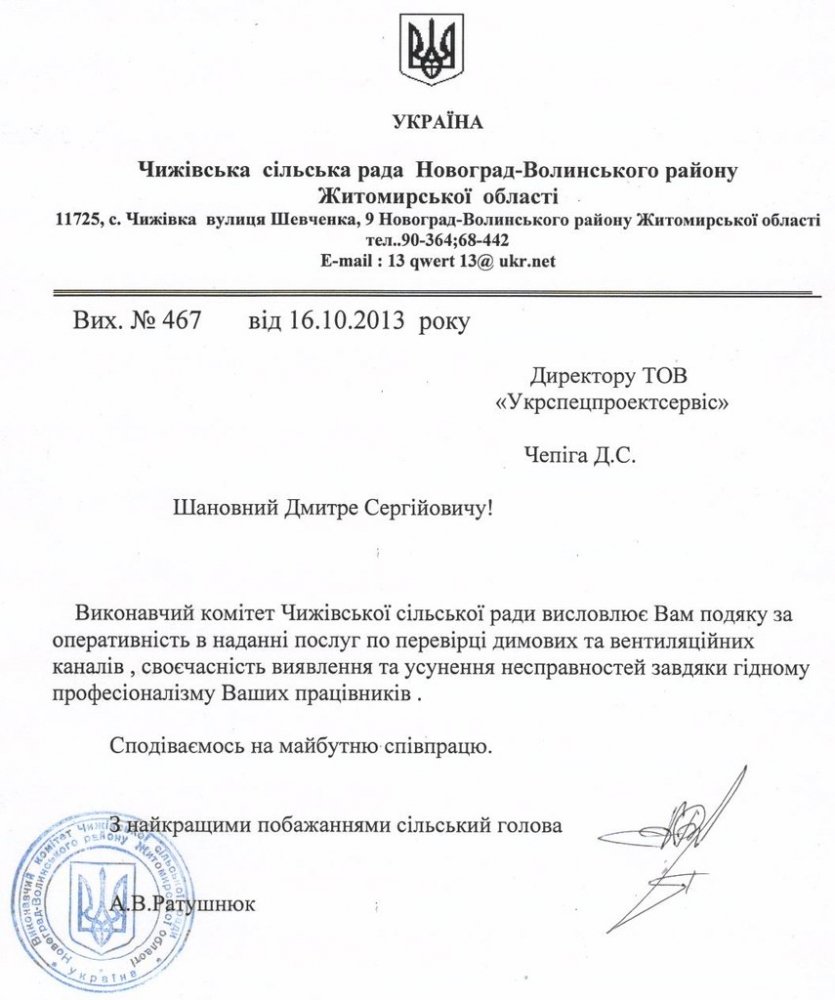 УКРАЇНА
Чижівська сільська рада Новоград-Волинського району
Житомирської області
11725, с. Чижівка вулиця Шевченка, 9 Новоград-Волинського району Житомирської області
тел..90-364;68-442
E-mail : 13 qwert 13@ ukr.net
Вих. № 467 від 16.10.2013 року
Директору ТОВ
«Укрспецпроектсервіс»
Чепіга Д.С.
Шановний Дмитре Сергійовичу!
Виконавчий комітет Чижівської сільської ради висловлює Вам подяку за
оперативність в наданні послуг по перевірці димових та вентиляційних
каналів , своєчасність виявлення та усунення несправностей завдяки гідному
професіоналізму Ваших працівників .
Сподіваємось на майбутню співпрацю.
З найкращими побажаннями сільський голова
А.В.Ратушнюк
Виконавчий комітет Чижівської сільської ради
Новоград-Волинського району Житомирської області
* Україна *